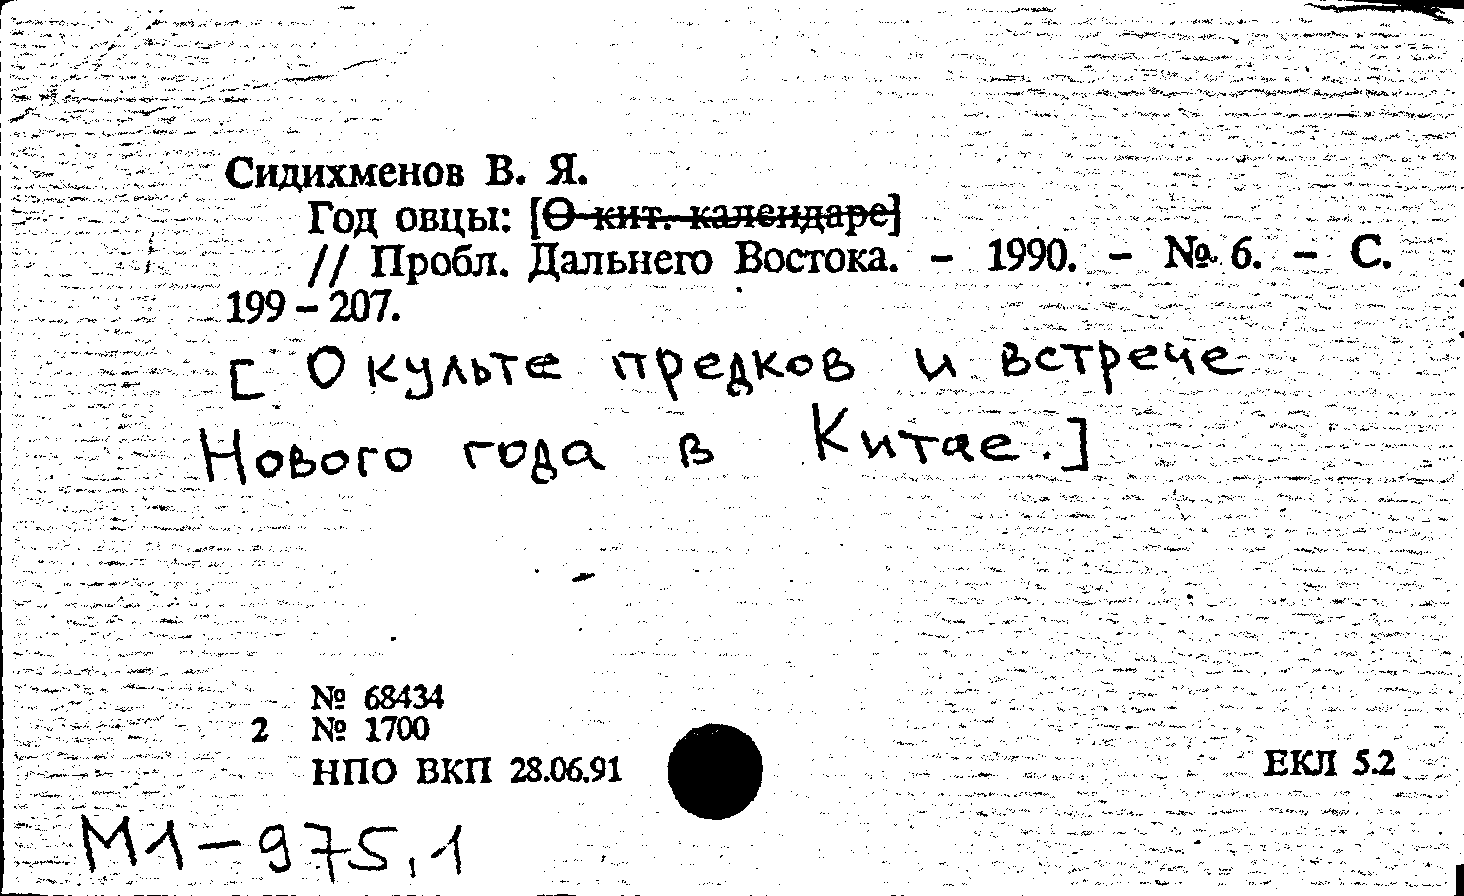 Сидихменов В. Я.
Год овцы: [О кит. календаре]
// Пробл. Дальнего Востока. – 1990. – № 6. – С.
199–207.
[О культе предков и встрече
Нового года в Китае.]
№ 68434
2 № 1700
НПО ВКП 28.06.91
ЕКЛ 5.2
М1-975,1